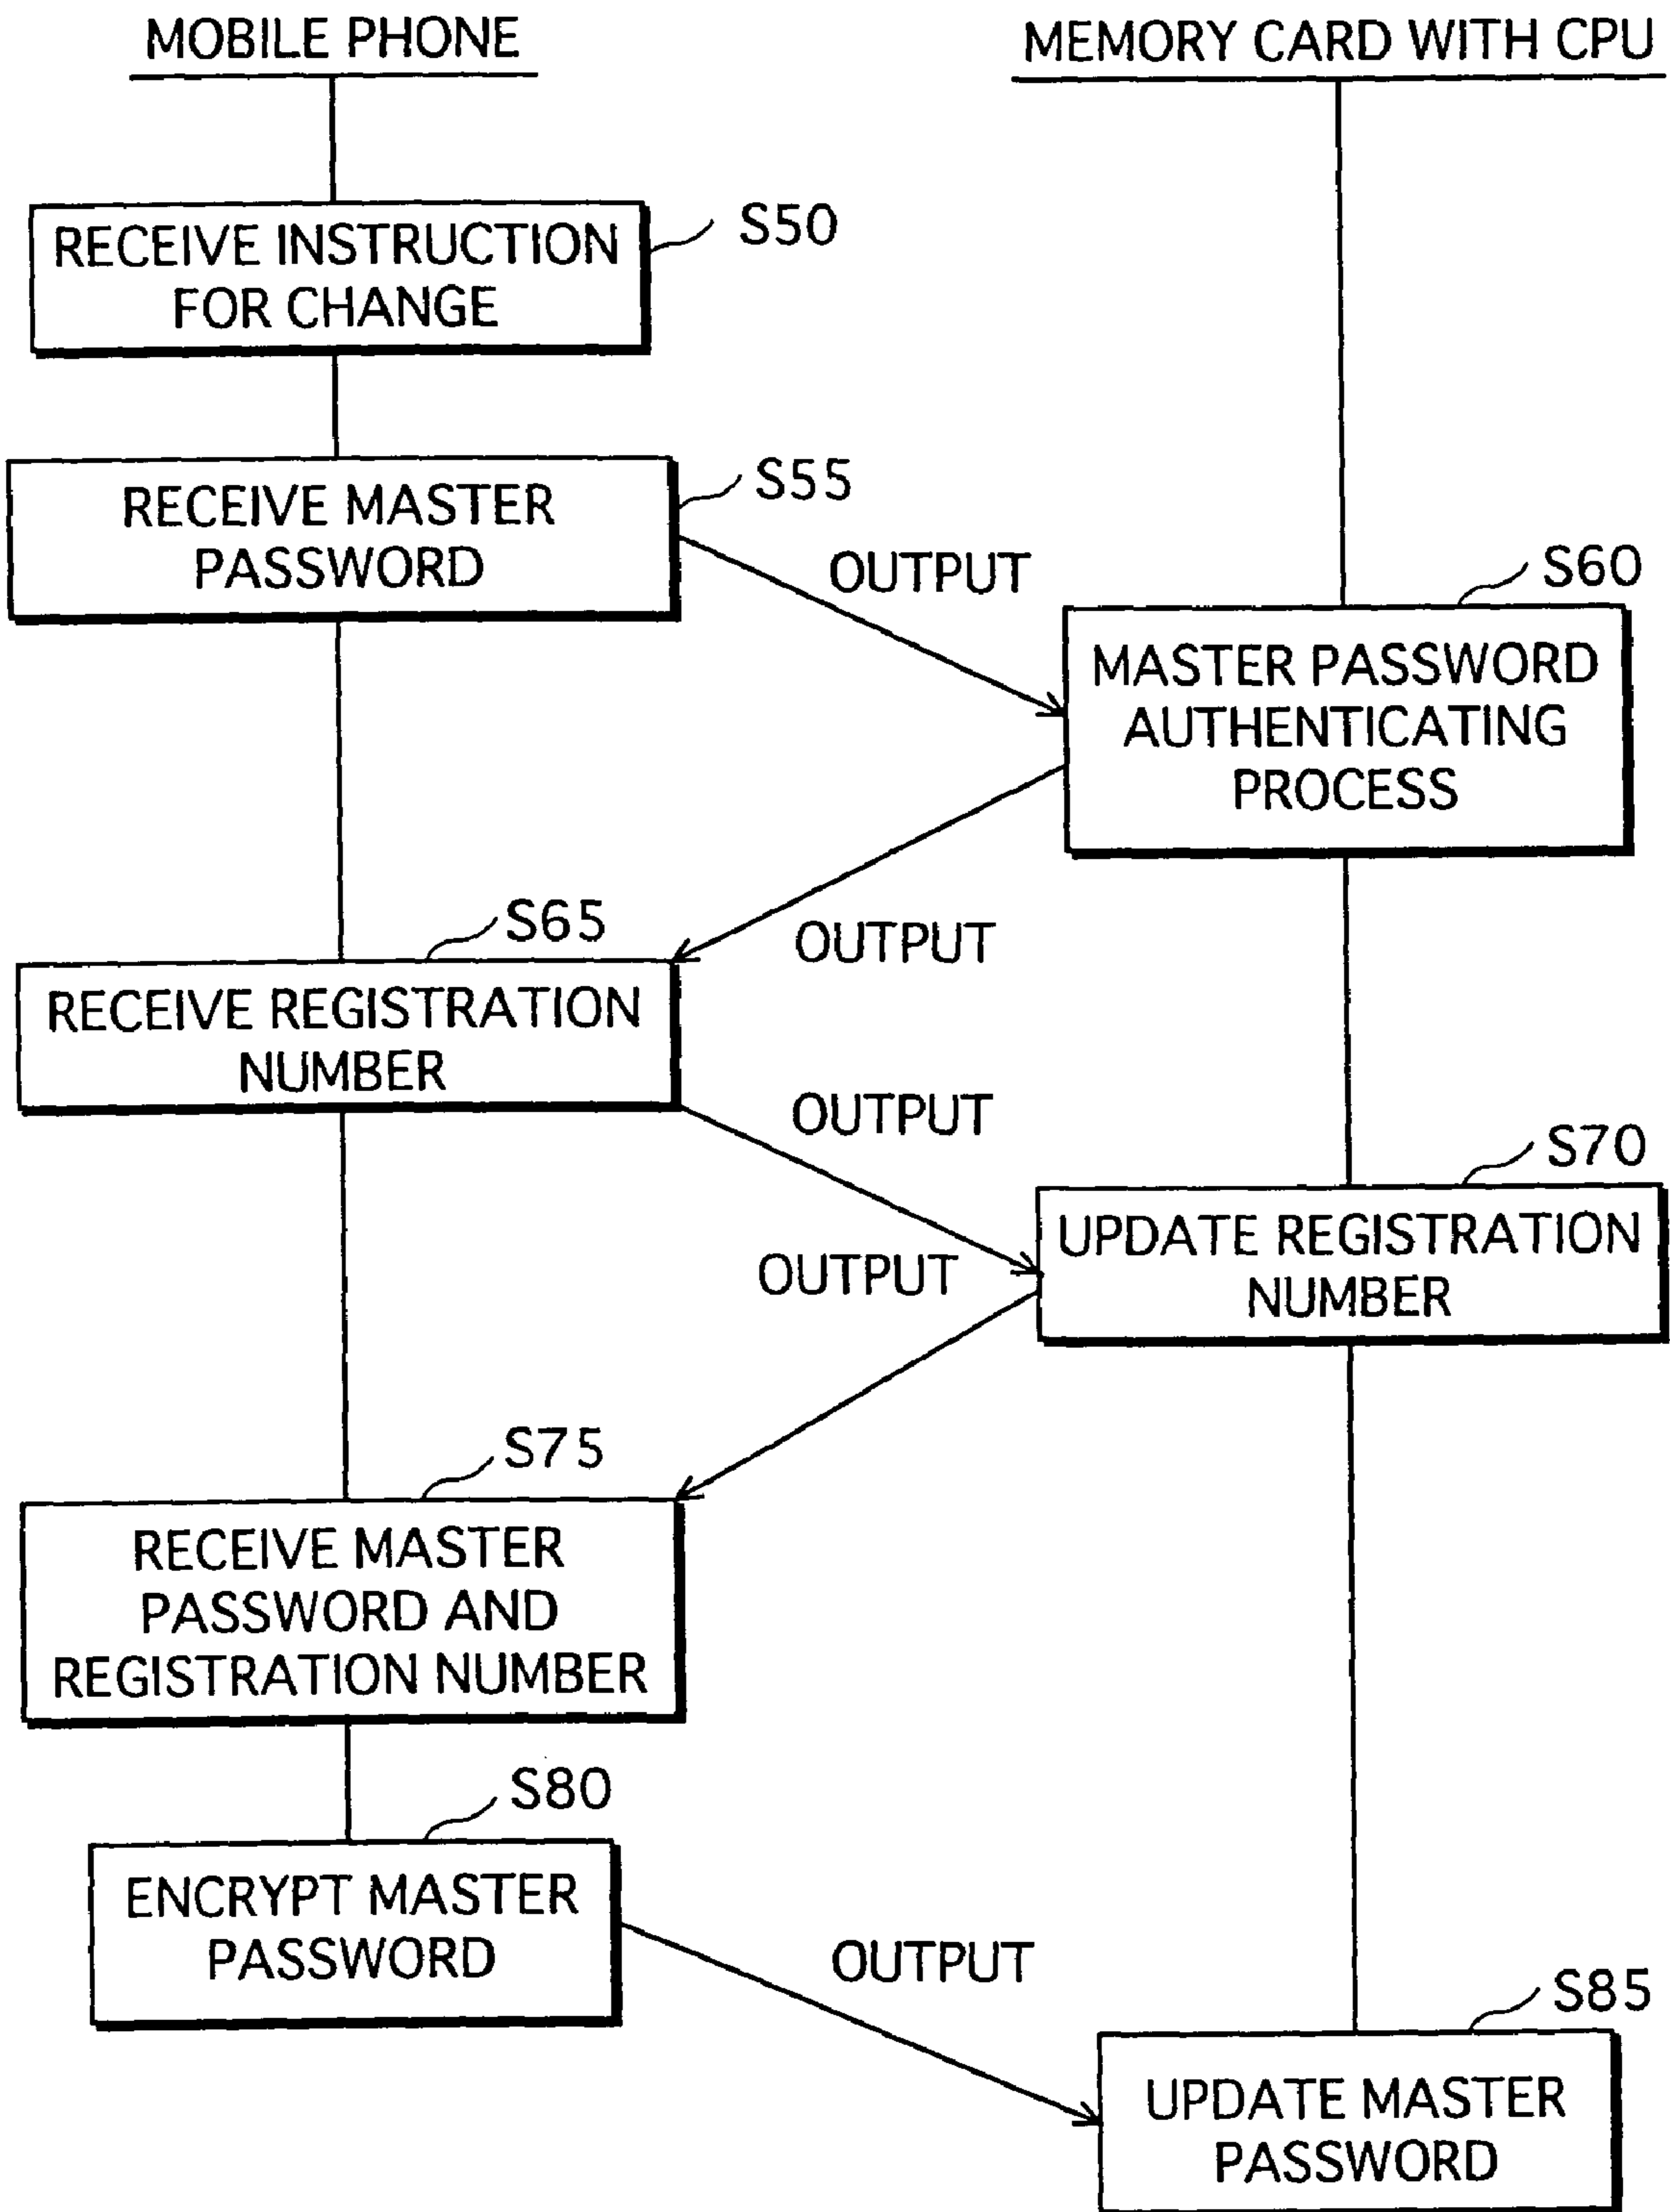 MOBILE PHONE
MEMORY CARD WITH CPU
RECEIVE INSTRUCTION
FOR CHANGE
S50
RECEIVE MASTER
PASSWORD
S55
OUTPUT
S60
MASTER PASSWORD
AUTHENTICATING
PROCESS
OUTPUT
S65
RECEIVE REGISTRATION
NUMBER
OUTPUT
S70
UPDATE REGISTRATION
NUMBER
OUTPUT
S75
RECEIVE MASTER
PASSWORD AND
REGISTRATION NUMBER
S80
ENCRYPT MASTER
PASSWORD
OUTPUT
S85
UPDATE MASTER
PASSWORD